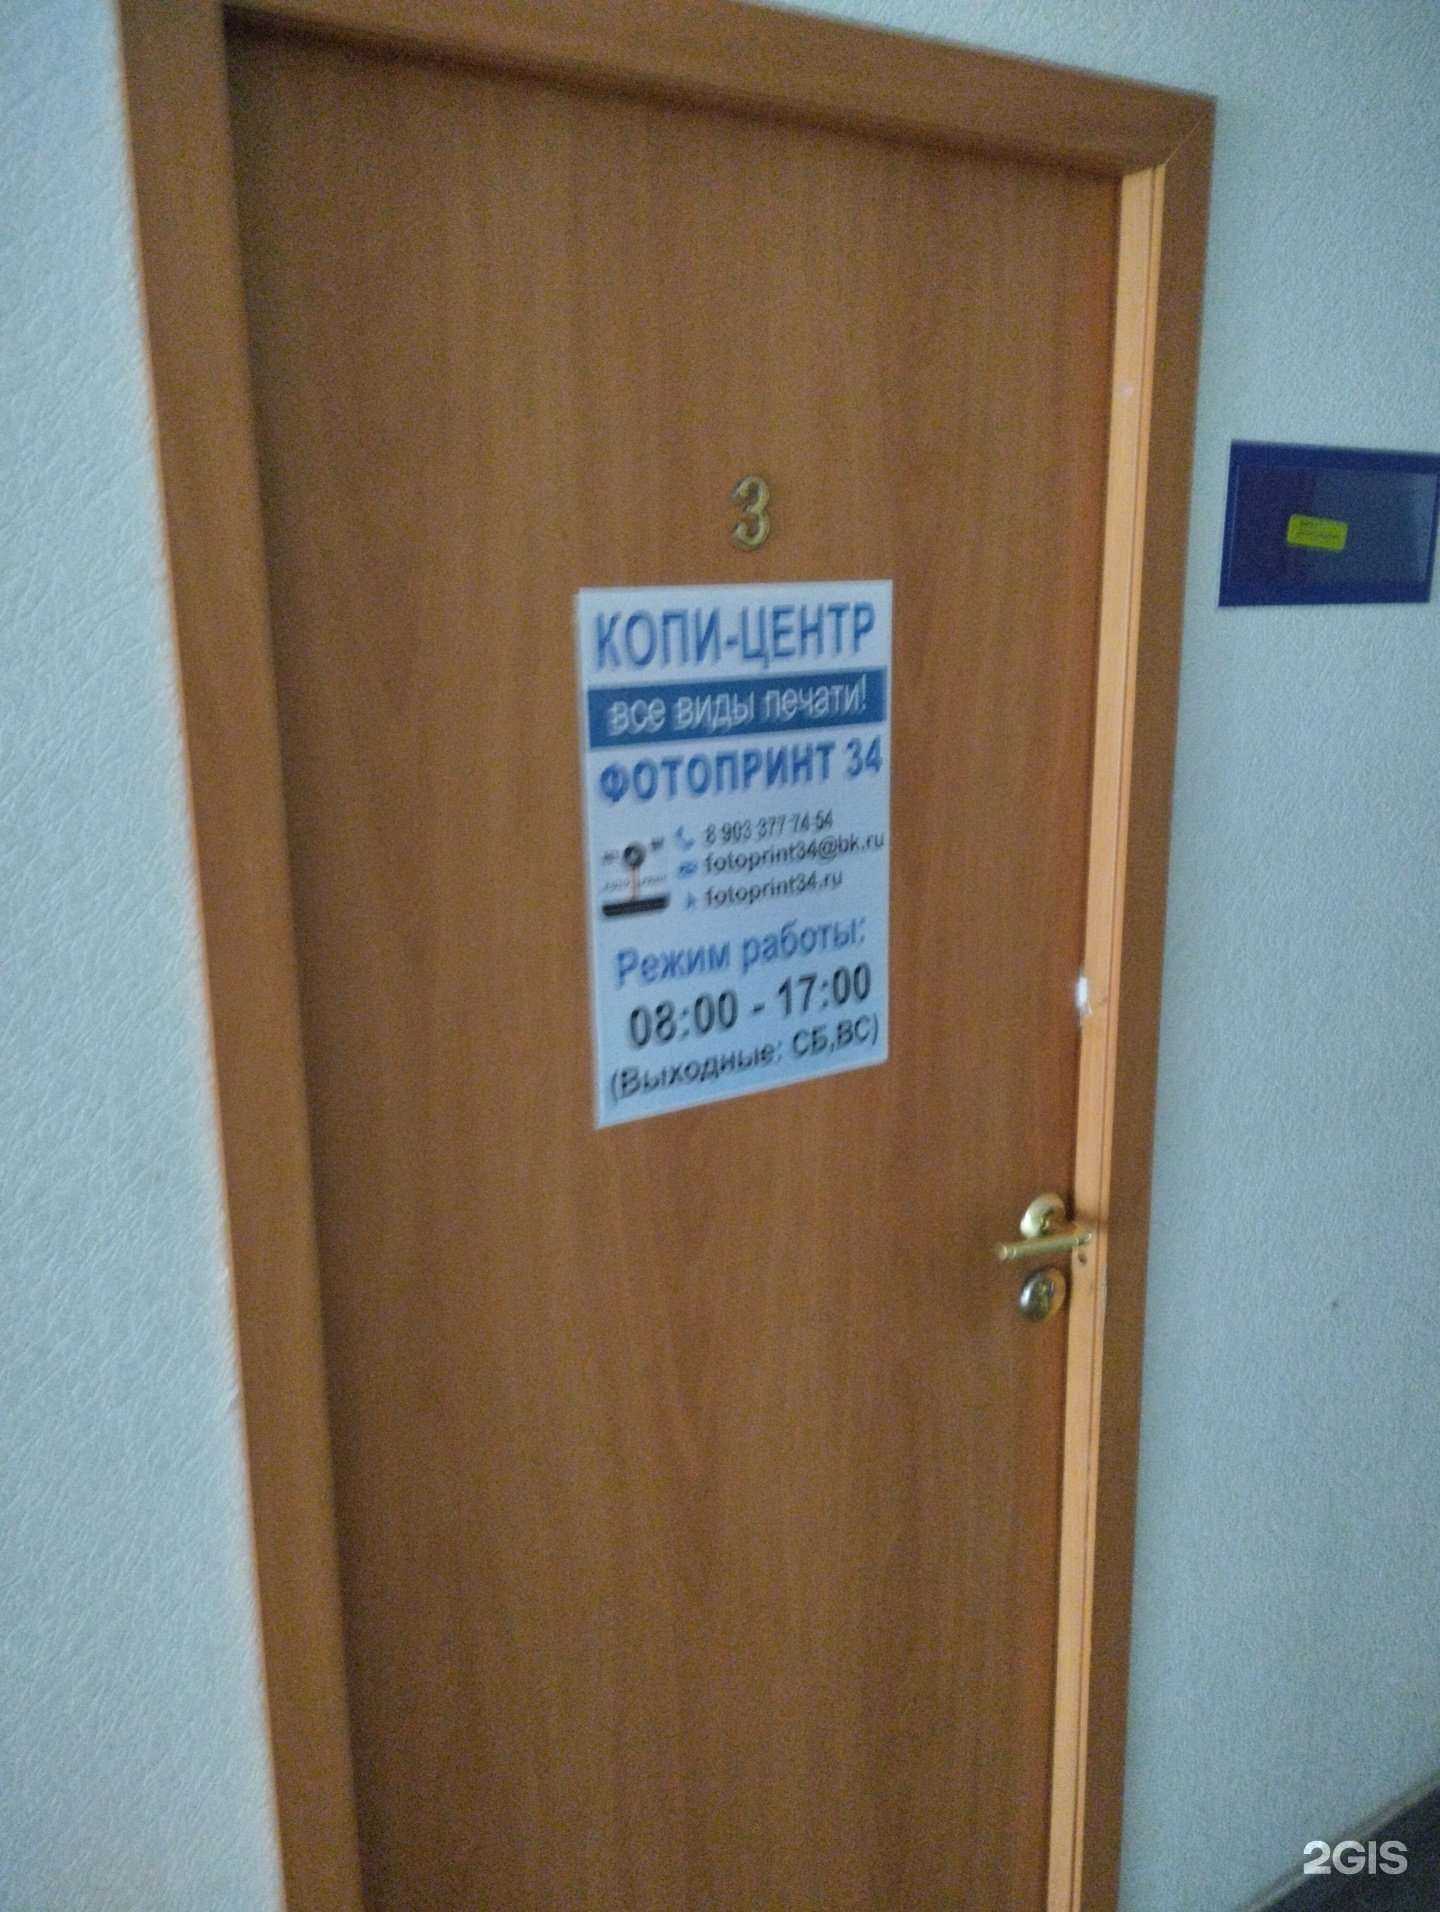 3
КОПИ-ЦЕНТР
все виды печати!
ФОТОПРИНТ 34
8 903 377 74 54
fotoprint34@bk.ru
fotoprint34.ru
Режим работы:
08:00 - 17:00
(Выходные: СБ,ВС)
2GIS